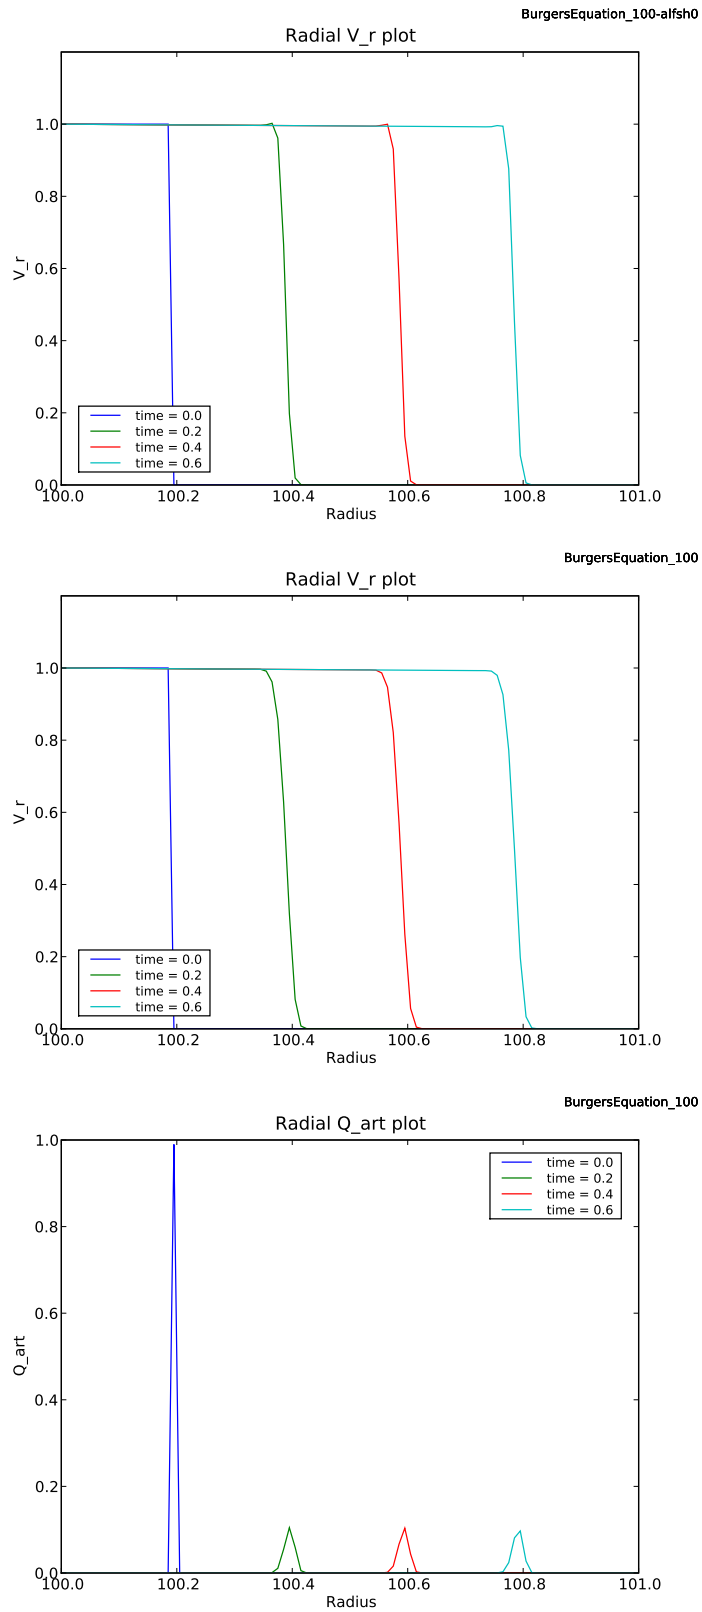 BurgersEquation_100-alfsh0
Radial V_r plot
1.0
0.8
0.6
V_r
0.4
0.2
time = 0.0
time = 0.2
time = 0.4
time = 0.6
0.0
100.0 100.2 100.4 100.6 100.8 101.0
Radius
BurgersEquation_100
Radial V_r plot
1.0
0.8
0.6
V_r
0.4
0.2
time = 0.0
time = 0.2
time = 0.4
time = 0.6
0.0
100.0 100.2 100.4 100.6 100.8 101.0
Radius
BurgersEquation_100
Radial Q_art plot
1.0
time = 0.0
time = 0.2
time = 0.4
time = 0.6
0.8
0.6
Q_art
0.4
0.2
0.0
100.0 100.2 100.4 100.6 100.8 101.0
Radius